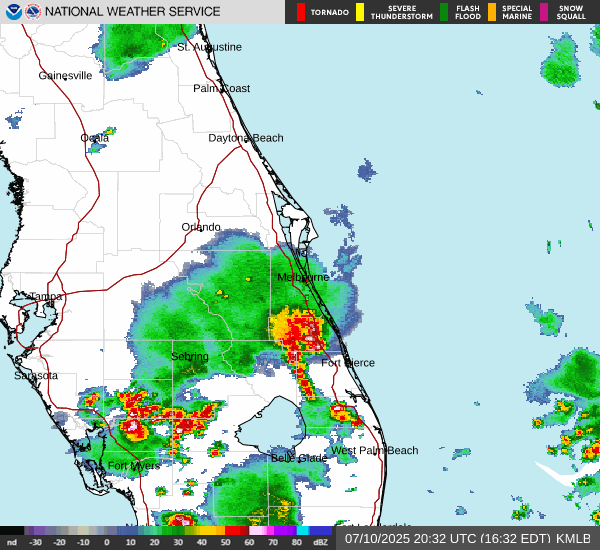 NATIONAL WEATHER SERVICE
TORNADO
SEVERE
THUNDERSTORM
FLASH
FLOOD
SPECIAL
MARINE
SNOW
SQUALL
St. Augustine
Gainesville
Palm Coast
Ocala
Daytona Beach
Orlando
Melbourne
Tampa
Sebring
Fort Pierce
Sarasota
West Palm Beach
Belle Glade
Fort Myers
nd -30 -20 -10 0 10 20 30 40 50 60 70 80 dBZ
07/10/2025 20:32 UTC (16:32 EDT) KMLB